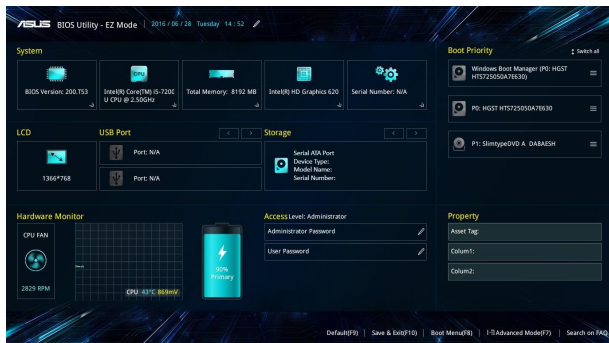 ASUS BIOS Utility - EZ Mode 2016 / 06 / 28 Tuesday 14 : 52
System
BIOS Version: 200.T53
CPU
Intel(R) Core(TM) i5-7200
U CPU @ 2.50GHz
Total Memory: 8192 MB
Intel(R) HD Graphics 620
Serial Number: N/A
Boot Priority
Switch all
Windows Boot Manager (P0: HGST
HTS725050A7E630)
P0: HGST HTS725050A7E630
P1: SlimtypeDVD A DA8AESH
LCD
1366*768
USB Port
Port: N/A
Port: N/A
Storage
Serial ATA Port
Device Type:
Model Name:
Serial Number:
Hardware Monitor
CPU FAN
2829 RPM
CPU 43°C 869mV
90%
Primary
Access Level: Administrator
Administrator Password
User Password
Property
Asset Tag:
Colum1:
Colum2:
Default(F9) Save & Exit(F10) Boot Menu(F8) Advanced Mode(F7) Search on FAQ